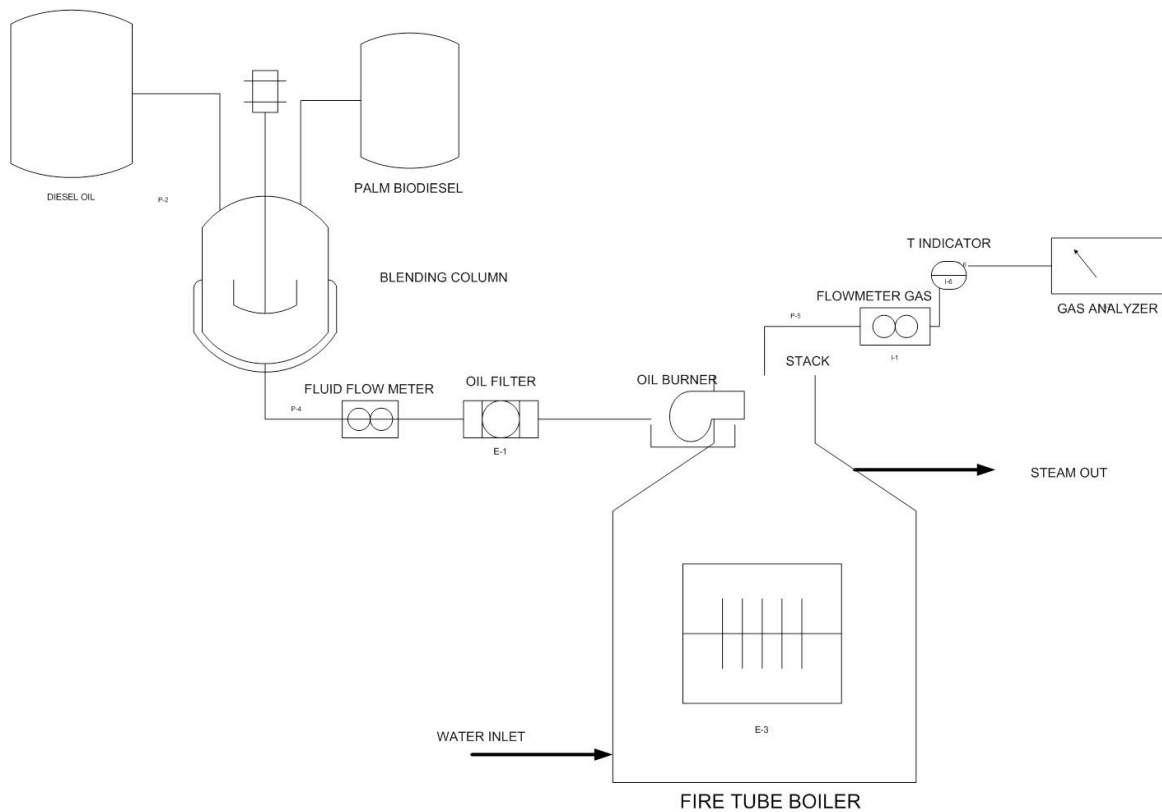 DIESEL OIL
P-2
PALM BIODIESEL
BLENDING COLUMN
T INDICATOR
I-6
FLOWMETER GAS
P-5
I-1
GAS ANALYZER
STACK
FLUID FLOW METER
P-4
OIL FILTER
E-1
OIL BURNER
STEAM OUT
E-3
WATER INLET
FIRE TUBE BOILER